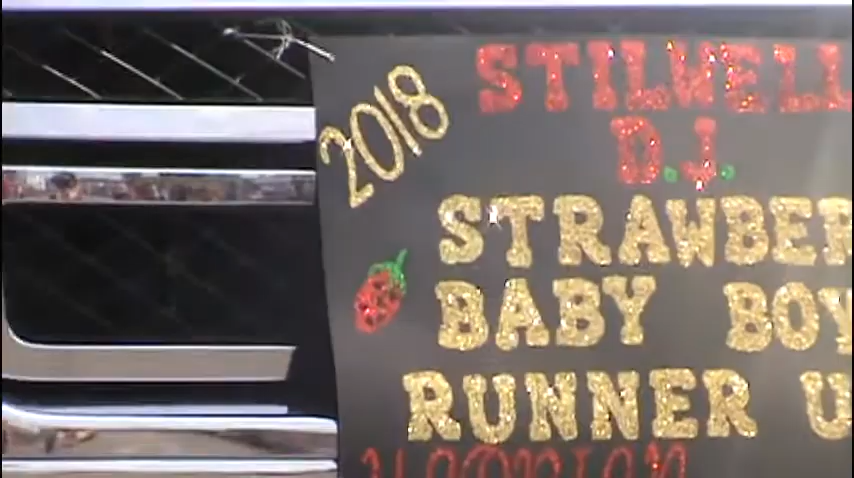 2018 STILWELL
D.J.
STRAWBER
BABY BOY
RUNNER U